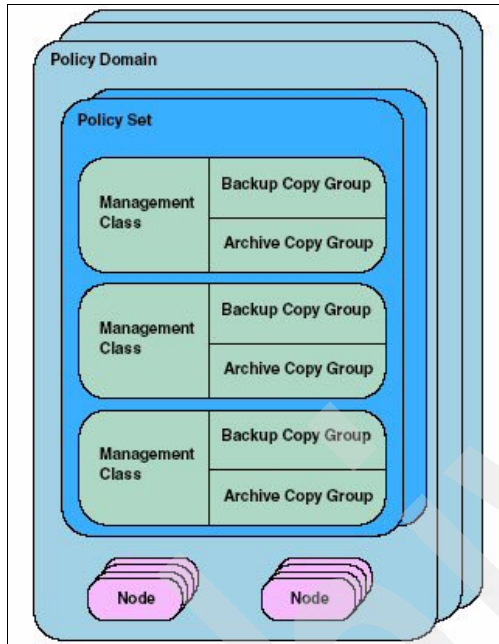 Policy Domain
Policy Set
Management
Class
Backup Copy Group
Archive Copy Group
Management
Class
Backup Copy Group
Archive Copy Group
Management
Class
Backup Copy Group
Archive Copy Group
Node
Node